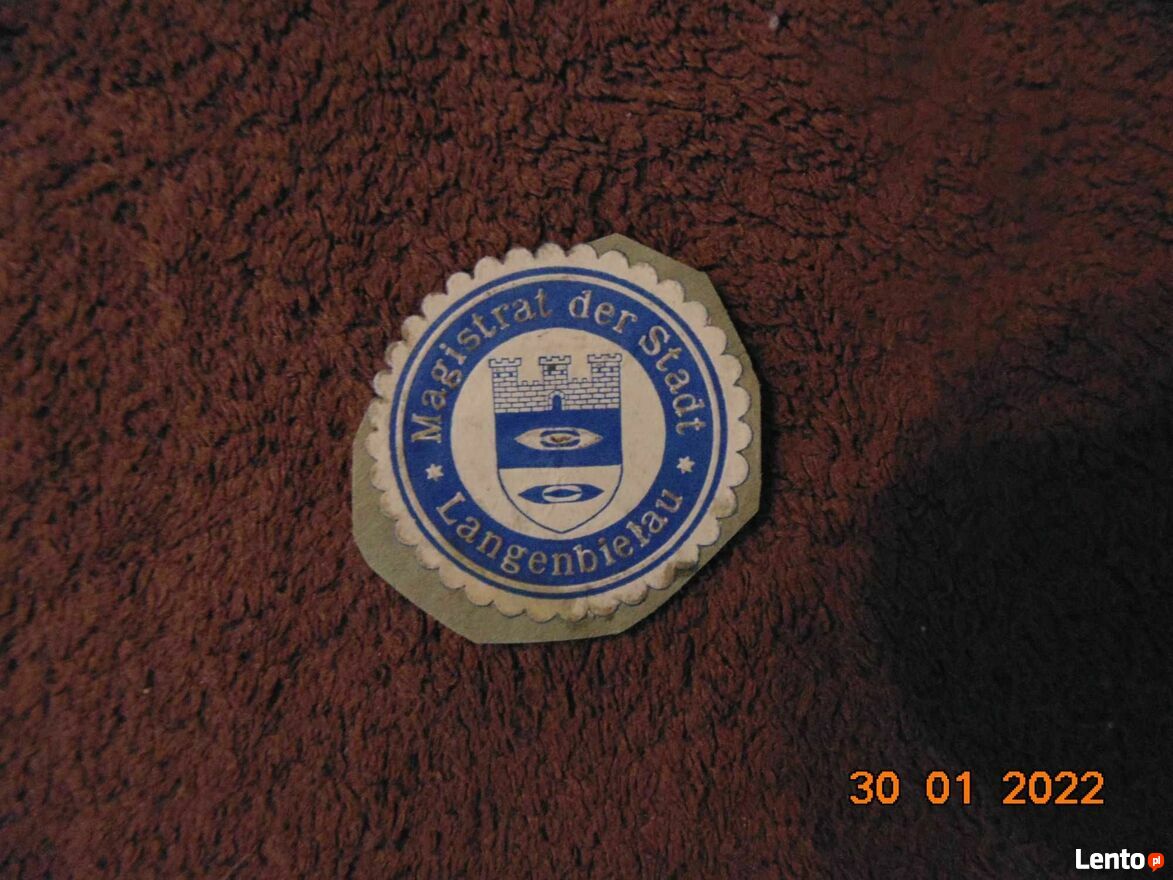 Magistrat der Stadt
* Langenbielau *
30 01 2022
Lento pl